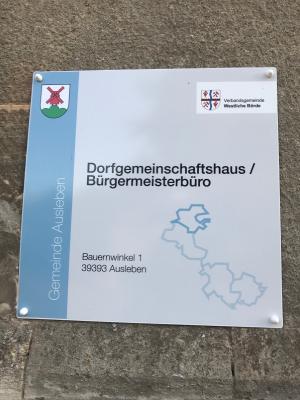 Verbandsgemeinde
Westliche Börde
Dorfgemeinschaftshaus /
Bürgermeisterbüro
Gemeinde Ausleben
Bauernwinkel 1
39393 Ausleben